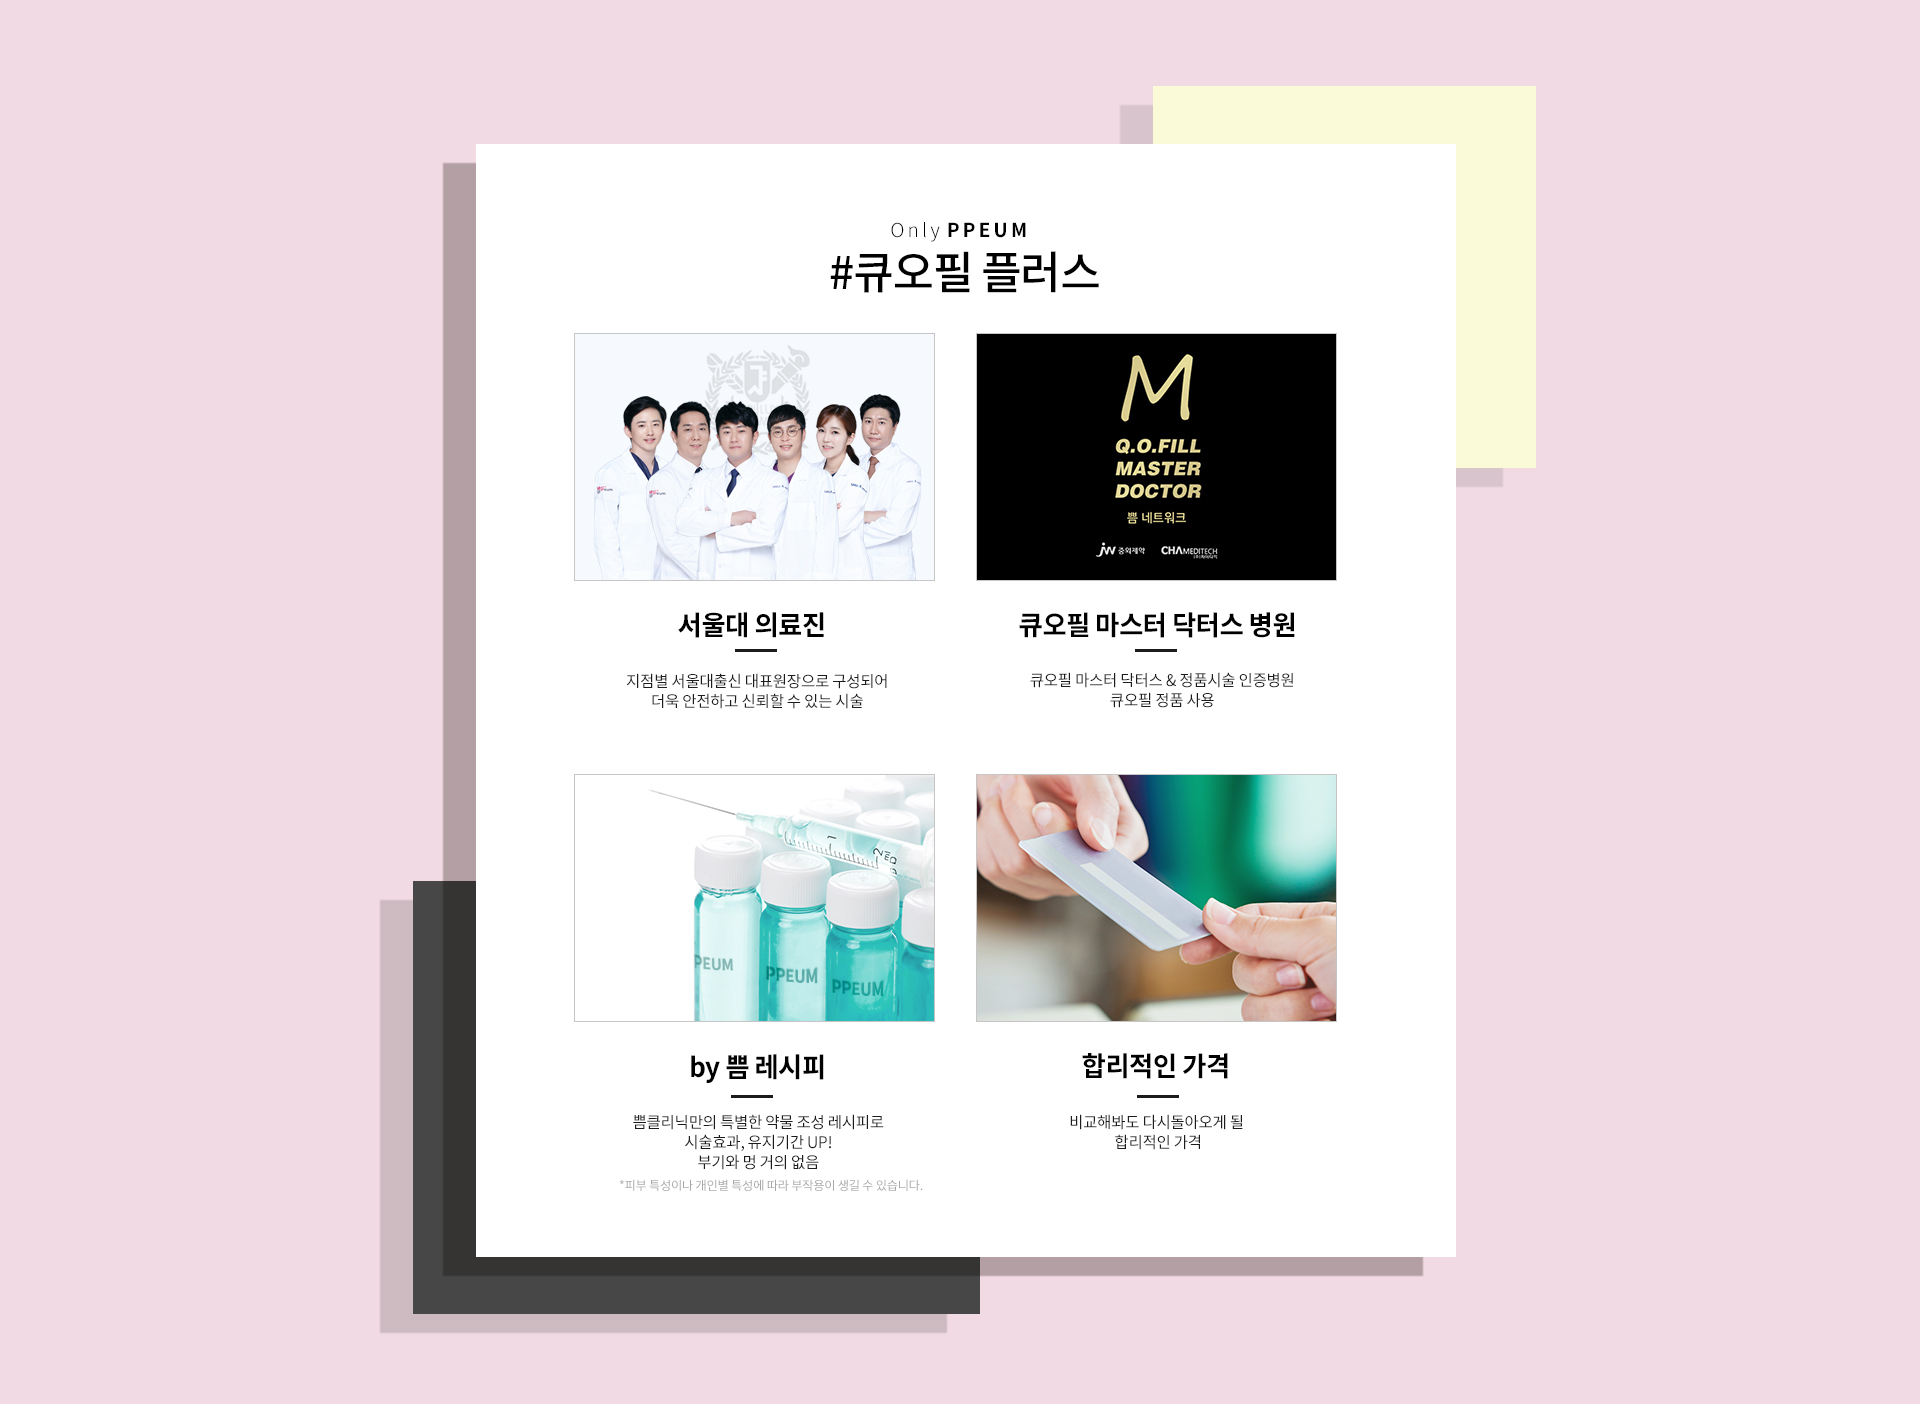 Only PPEUM
#큐오필 플러스
M
Q.O.FILL
MASTER
DOCTOR
쁨 네트워크
jw 중외제약 CHAMEDITECH
서울대 의료진
지점별 서울대출신 대표원장으로 구성되어
더욱 안전하고 신뢰할 수 있는 시술
큐오필 마스터 닥터스 병원
큐오필 마스터 닥터스 & 정품시술 인증병원
큐오필 정품 사용
1
2
PPEUM
PPEUM
PPEUM
by 쁨 레시피
쁨클리닉만의 특별한 약물 조성 레시피로
시술효과, 유지기간 UP!
부기와 멍 거의 없음
*피부 특성이나 개인별 특성에 따라 부작용이 생길 수 있습니다.
합리적인 가격
비교해봐도 다시돌아오게 될
합리적인 가격